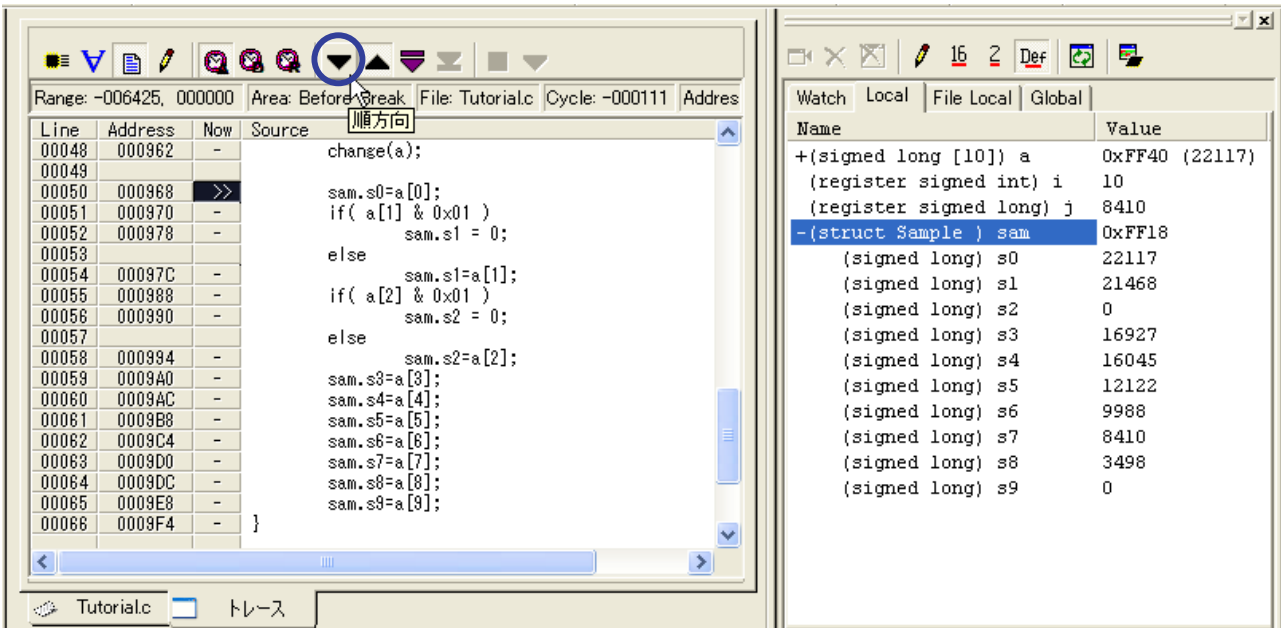 Range: -006425, 000000 Area: Before Break File: Tutorial.c Cycle: -000111 Addres
順方向
Line Address Now Source
00048 000962 - change(a);
00049
00050 000968 >> sam.s0=a[0];
00051 000970 - if( a[1] & 0x01 )
00052 000978 - sam.s1 = 0;
00053 else
00054 00097C - sam.s1=a[1];
00055 000988 - if( a[2] & 0x01 )
00056 000990 - sam.s2 = 0;
00057 else
00058 000994 - sam.s2=a[2];
00059 0009A0 - sam.s3=a[3];
00060 0009AC - sam.s4=a[4];
00061 0009B8 - sam.s5=a[5];
00062 0009C4 - sam.s6=a[6];
00063 0009D0 - sam.s7=a[7];
00064 0009DC - sam.s8=a[8];
00065 0009E8 - sam.s9=a[9];
00066 0009F4 - }
Tutorial.c トレース
16 2 Def
Watch Local File Local Global
Name Value
+(signed long [10]) a 0xFF40 (22117)
(register signed int) i 10
(register signed long) j 8410
-(struct Sample ) sam 0xFF18
(signed long) s0 22117
(signed long) s1 21468
(signed long) s2 0
(signed long) s3 16927
(signed long) s4 16045
(signed long) s5 12122
(signed long) s6 9988
(signed long) s7 8410
(signed long) s8 3498
(signed long) s9 0